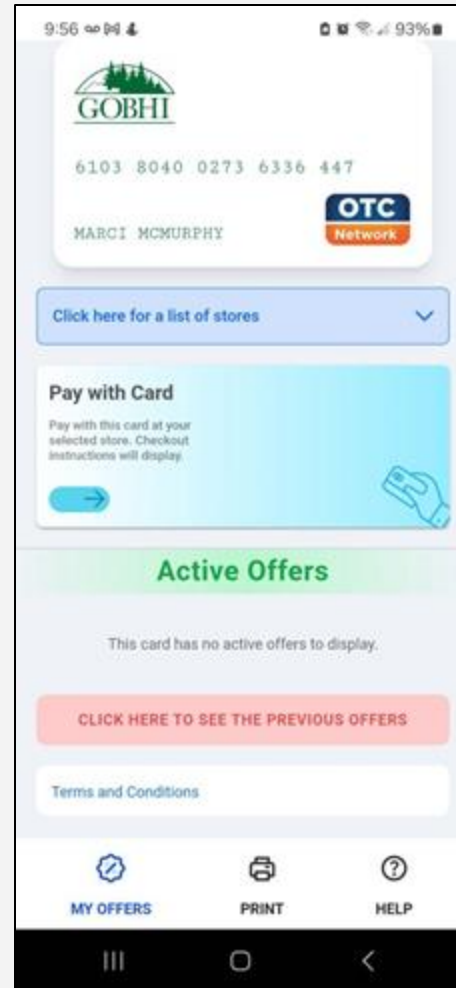 9:56 93%
GOBHI
6103 8040 0273 6336 447
OTC
Network
MARCI MCMURPHY
Click here for a list of stores
Pay with Card
Pay with this card at your
selected store. Checkout
instructions will display.
Active Offers
This card has no active offers to display.
CLICK HERE TO SEE THE PREVIOUS OFFERS
Terms and Conditions
MY OFFERS PRINT HELP